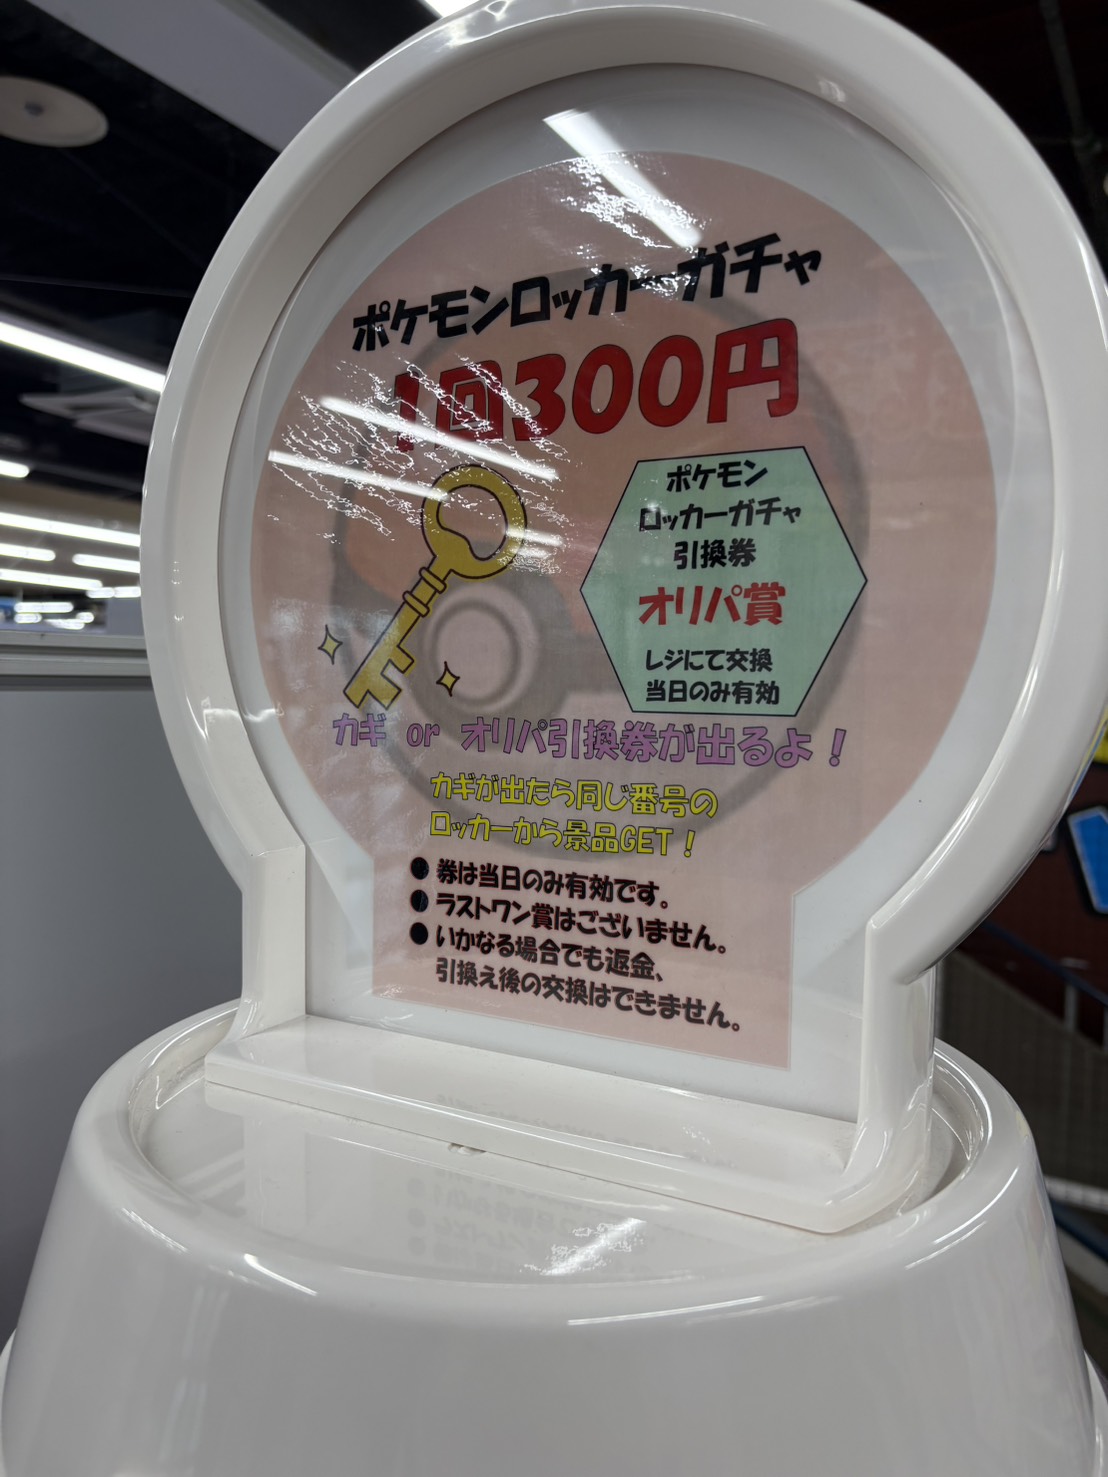 ポケモンロッカーガチャ
1回300円
ポケモン
ロッカーガチャ
引換券
オリパ賞
レジにて交換
当日のみ有効
カギ or オリパ引換券が出るよ！
カギが出たら同じ番号の
ロッカーから景品GET！
● 券は当日のみ有効です。
● ラストワン賞はございません。
● いかなる場合でも返金、
引換え後の交換はできません。